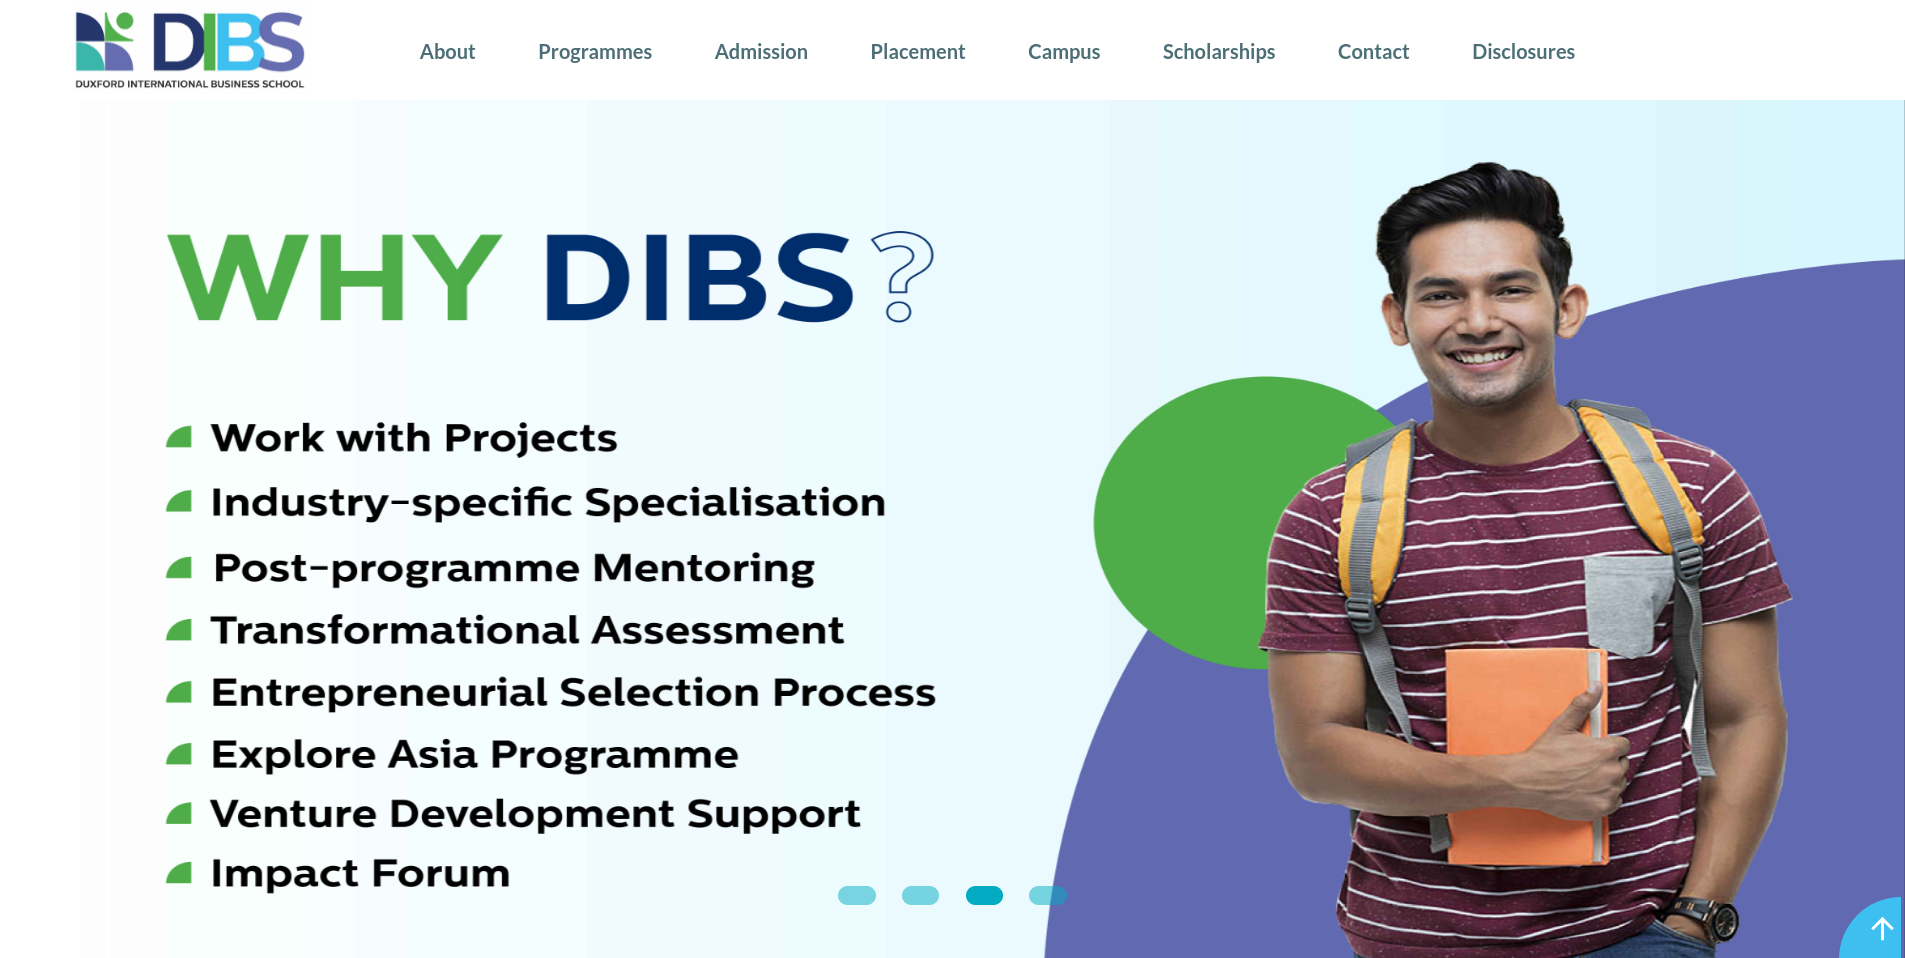 DIBS
DUXFORD INTERNATIONAL BUSINESS SCHOOL
About Programmes Admission Placement Campus Scholarships Contact Disclosures
WHY DIBS?
Work with Projects
Industry-specific Specialisation
Post-programme Mentoring
Transformational Assessment
Entrepreneurial Selection Process
Explore Asia Programme
Venture Development Support
Impact Forum